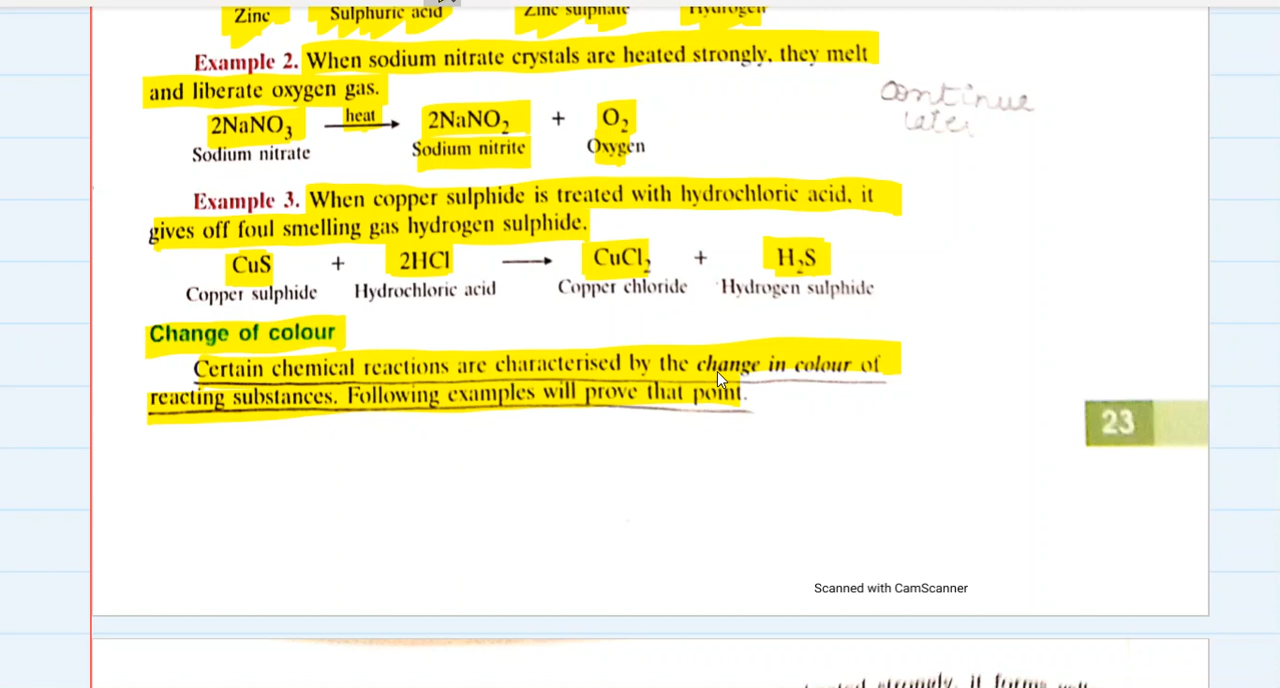 Zinc Sulphuric acid Zinc sulphate Hydrogen
Example 2. When sodium nitrate crystals are heated strongly, they melt
and liberate oxygen gas.
continue
later
2NaNO₃ heat 2NaNO₂ + O₂
Sodium nitrate Sodium nitrite Oxygen
Example 3. When copper sulphide is treated with hydrochloric acid, it
gives off foul smelling gas hydrogen sulphide.
CuS + 2HCl → CuCl₂ + H₂S
Copper sulphide Hydrochloric acid Copper chloride Hydrogen sulphide
Change of colour
Certain chemical reactions are characterised by the change in colour of
reacting substances. Following examples will prove that point.
23
Scanned with CamScanner
strongly, it forms